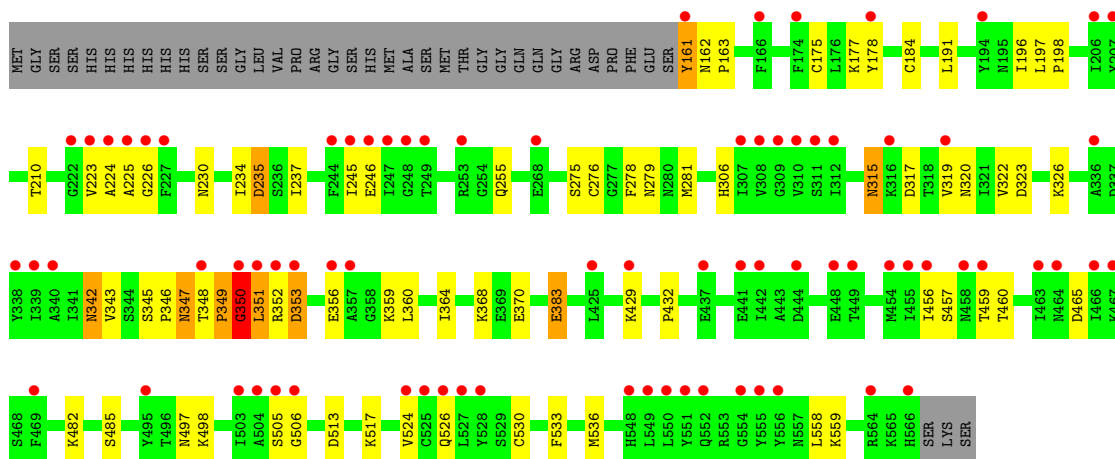 MET GLY SER SER HIS HIS HIS HIS HIS HIS SER SER GLY LEU VAL PRO ARG GLY SER HIS MET ALA SER MET THR GLY GLY GLN GLN GLY ARG ASP PRO PHE GLU SER Y161 N162 P163 F166 F174 C175 L176 K177 Y178 C184 L191 Y194 N195 I196 L197 P198 I206
T210 G222 V223 A224 A225 G226 F227 N230 I234 D235 S236 I237 F244 I245 E246 I247 G248 T249 R253 G254 Q255 E268 S275 C276 G277 F278 N279 N280 M281 H306 I307 V308 G309 V310 S311 I312 N315 K316 D317 T318 V319 N320 I321 V322 D323 K326 A336
Y338 I339 A340 I341 N342 V343 S344 S345 P346 N347 T348 P349 G350 L351 R352 D353 E356 A357 G358 K359 L360 I364 K368 E369 E370 E383 L425 K429 P432 E437 E441 I442 A443 D444 E448 T449 M454 I455 I456 S457 N458 T459 T460 I463 N464 D465 I466
S468 F469 K482 S485 Y495 T496 N497 K498 I503 A504 S505 G506 D513 K517 V524 C525 Q526 L527 Y528 S529 C530 F533 M536 H548 L549 L550 Y551 Q552 R553 G554 Y555 Y556 N557 L558 K559 R564 K565 H566 SER LYS SER